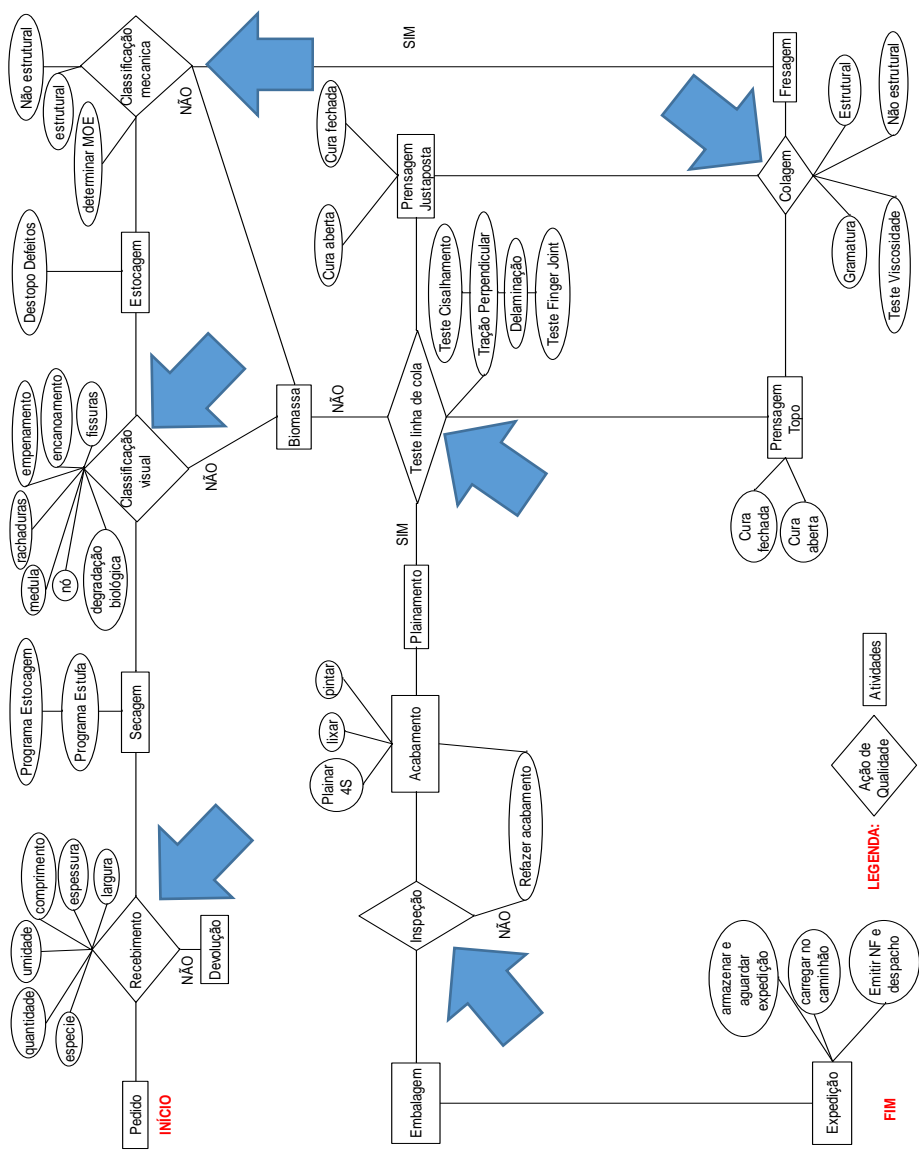 Pedido
INÍCIO
quantidade
umidade
especie
comprimento
espessura
largura
Recebimento
NÃO
Devolução
Programa Estocagem
Programa Estufa
Secagem
rachaduras
medula
nó
degradação
biológica
empenamento
encanoamento
fissuras
Classificação
visual
NÃO
Destopo Defeitos
Estocagem
Não estrutural
estrutural
determinar MOE
Classificação
mecanica
NÃO
SIM
Biomassa
NÃO
Embalagem
Inspeção
NÃO
Refazer acabamento
Plainar
4S
lixar
pintar
Acabamento
Plainamento
SIM
Teste linha de cola
Teste Cisalhamento
Tração Perpendicular
Delaminação
Teste Finger Joint
Cura aberta
Cura fechada
Prensagem
Justaposta
Fresagem
Colagem
Estrutural
Não estrutural
Gramatura
Teste Viscosidade
Prensagem
Topo
Cura
fechada
Cura
aberta
Expedição
FIM
armazenar e
aguardar
expedição
carregar no
caminhão
Emitir NF e
despacho
LEGENDA:
Ação de
Qualidade
Atividades